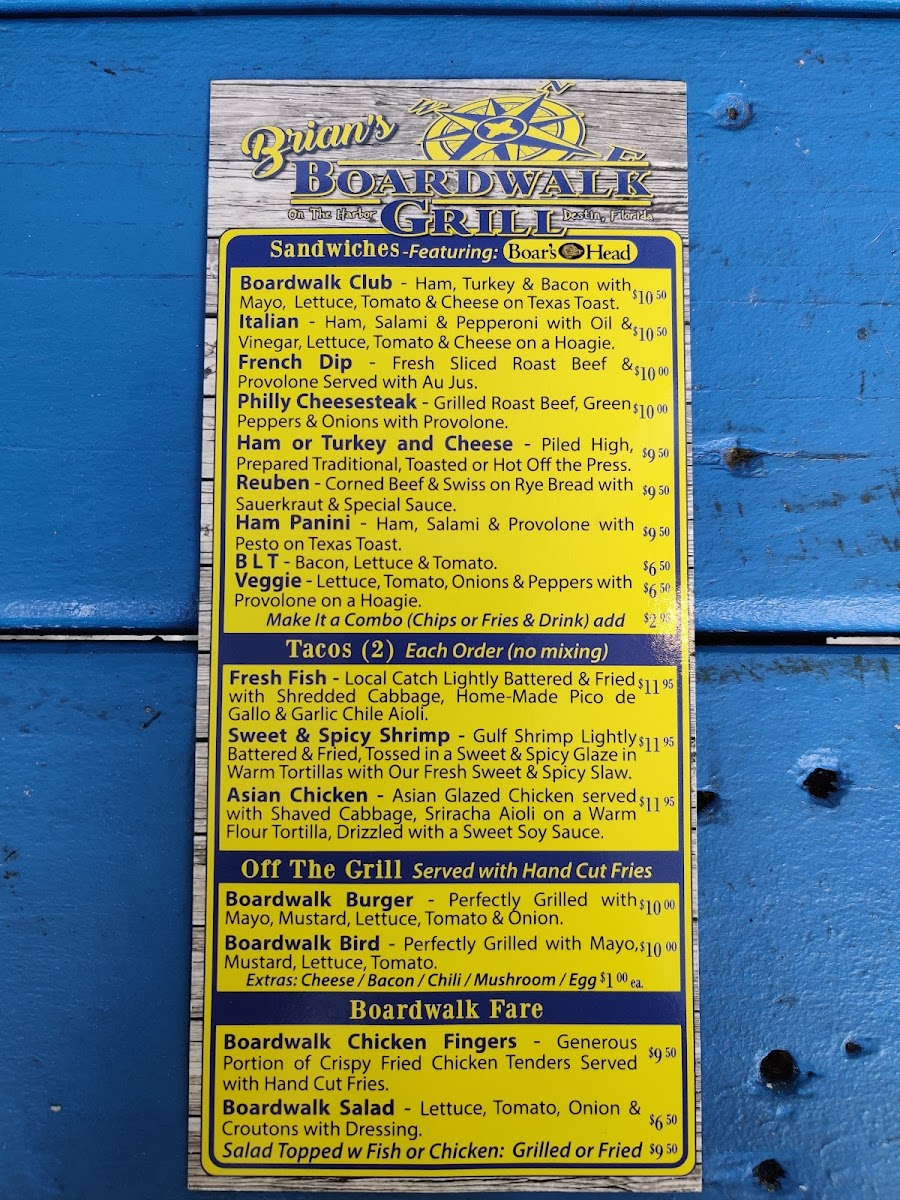 N
W
E
Brian's
BOARDWALK
On The Harbor GRILL Destin, Florida
Sandwiches -Featuring: Boar's Head
Boardwalk Club - Ham, Turkey & Bacon with
Mayo, Lettuce, Tomato & Cheese on Texas Toast. $10 50
Italian - Ham, Salami & Pepperoni with Oil &
Vinegar, Lettuce, Tomato & Cheese on a Hoagie. $10 50
French Dip - Fresh Sliced Roast Beef & $10 00
Provolone Served with Au Jus.
Philly Cheesesteak - Grilled Roast Beef, Green $10 00
Peppers & Onions with Provolone.
Ham or Turkey and Cheese - Piled High, $9 50
Prepared Traditional, Toasted or Hot Off the Press.
Reuben - Corned Beef & Swiss on Rye Bread with $9 50
Sauerkraut & Special Sauce.
Ham Panini - Ham, Salami & Provolone with $9 50
Pesto on Texas Toast.
B L T - Bacon, Lettuce & Tomato. $6 50
Veggie - Lettuce, Tomato, Onions & Peppers with $6 50
Provolone on a Hoagie.
Make It a Combo (Chips or Fries & Drink) add $2 95
Tacos (2) Each Order (no mixing)
Fresh Fish - Local Catch Lightly Battered & Fried $11 95
with Shredded Cabbage, Home-Made Pico de
Gallo & Garlic Chile Aioli.
Sweet & Spicy Shrimp - Gulf Shrimp Lightly $11 95
Battered & Fried, Tossed in a Sweet & Spicy Glaze in
Warm Tortillas with Our Fresh Sweet & Spicy Slaw.
Asian Chicken - Asian Glazed Chicken served $11 95
with Shaved Cabbage, Sriracha Aioli on a Warm
Flour Tortilla, Drizzled with a Sweet Soy Sauce.
Off The Grill Served with Hand Cut Fries
Boardwalk Burger - Perfectly Grilled with $10 00
Mayo, Mustard, Lettuce, Tomato & Onion.
Boardwalk Bird - Perfectly Grilled with Mayo, $10 00
Mustard, Lettuce, Tomato.
Extras: Cheese / Bacon / Chili / Mushroom / Egg $1 00 ea.
Boardwalk Fare
Boardwalk Chicken Fingers - Generous $9 50
Portion of Crispy Fried Chicken Tenders Served
with Hand Cut Fries.
Boardwalk Salad - Lettuce, Tomato, Onion & $6 50
Croutons with Dressing.
Salad Topped w Fish or Chicken: Grilled or Fried $9 50